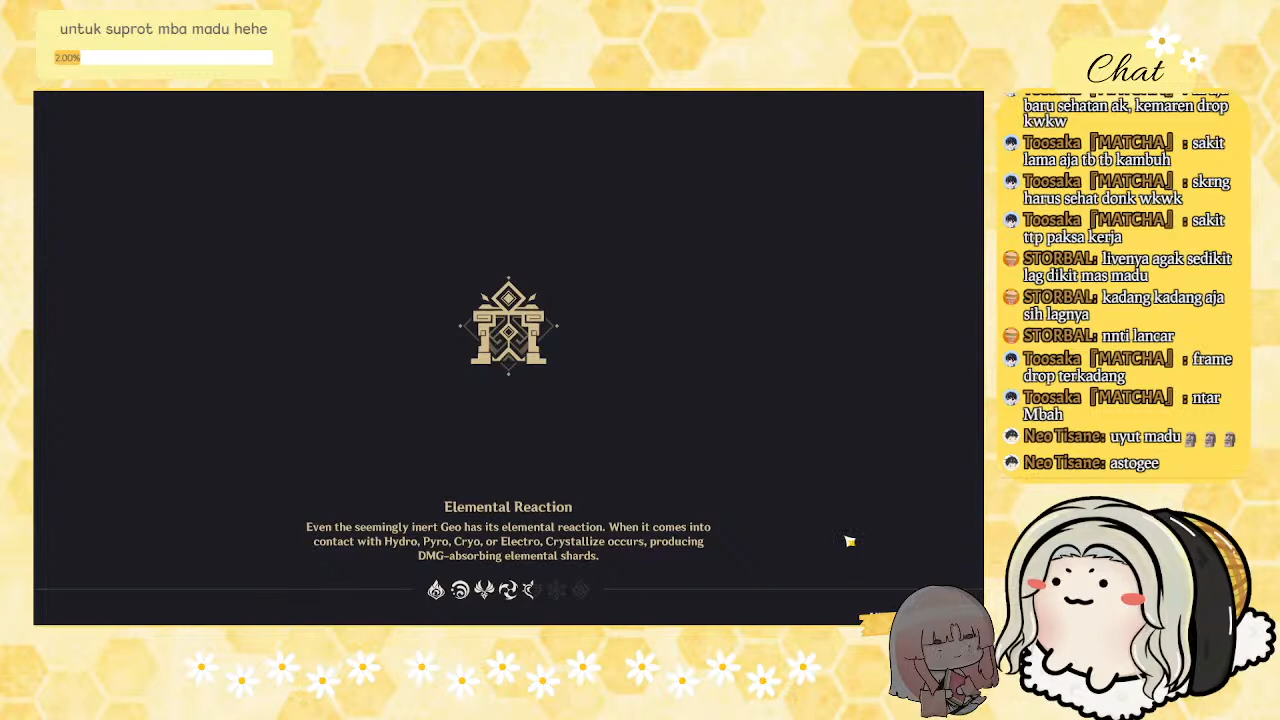 untuk suprot mba madu hehe
2.00%
Chat
baru sehatan ak, kemaren drop
kwkw
Toosaka『MATCHA』 : sakit
lama aja tb tb kambuh
Toosaka『MATCHA』 : skrng
harus sehat donk wkwk
Toosaka『MATCHA』 : sakit
ttp paksa kerja
STORBAL: livenya agak sedikit
lag dikit mas madu
STORBAL: kadang kadang aja
sih lagnya
STORBAL: nnti lancar
Toosaka『MATCHA』 : frame
drop terkadang
Toosaka『MATCHA』 : ntar
Mbah
Neo Tisane: uyut madu
Neo Tisane: astogee
Elemental Reaction
Even the seemingly inert Geo has its elemental reaction. When it comes into
contact with Hydro, Pyro, Cryo, or Electro, Crystallize occurs, producing
DMG-absorbing elemental shards.